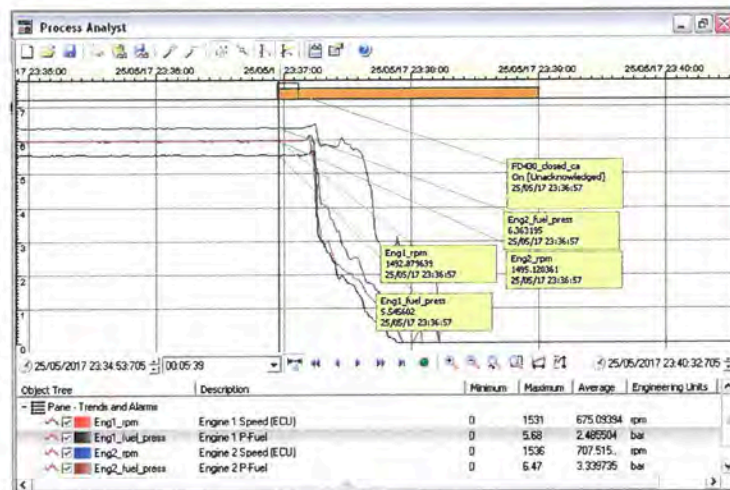 Process Analyst
25/05/17 23:36:00 25/05/1 23:37:00 25/05/17 23:38:00 25/05/17 23:39:00 25/05/17 23:40:00
7
6
5
4
3
2
1
0
FD430_closed_ca
On [Unacknowledged]
25/05/17 23:36:57
Eng2_fuel_press
6.363195
25/05/17 23:36:57
Eng1_rpm
1492.879639
25/05/17 23:36:57
Eng2_rpm
1495.120361
25/05/17 23:36:57
Eng1_fuel_press
5.545602
25/05/17 23:36:57
25/05/2017 23:34:53:705 00:05:39 25/05/2017 23:40:32:705
Object Tree Description Minimum Maximum Average Engineering Units
Pane - Trends and Alarms
Eng1_rpm Engine 1 Speed (ECU) 0 1531 675.09394 rpm
Eng1_fuel_press Engine 1 P-Fuel 0 5.68 2.485504 bar
Eng2_rpm Engine 2 Speed (ECU) 0 1536 707.515.. rpm
Eng2_fuel_press Engine 2 P-Fuel 0 6.47 3.339735 bar